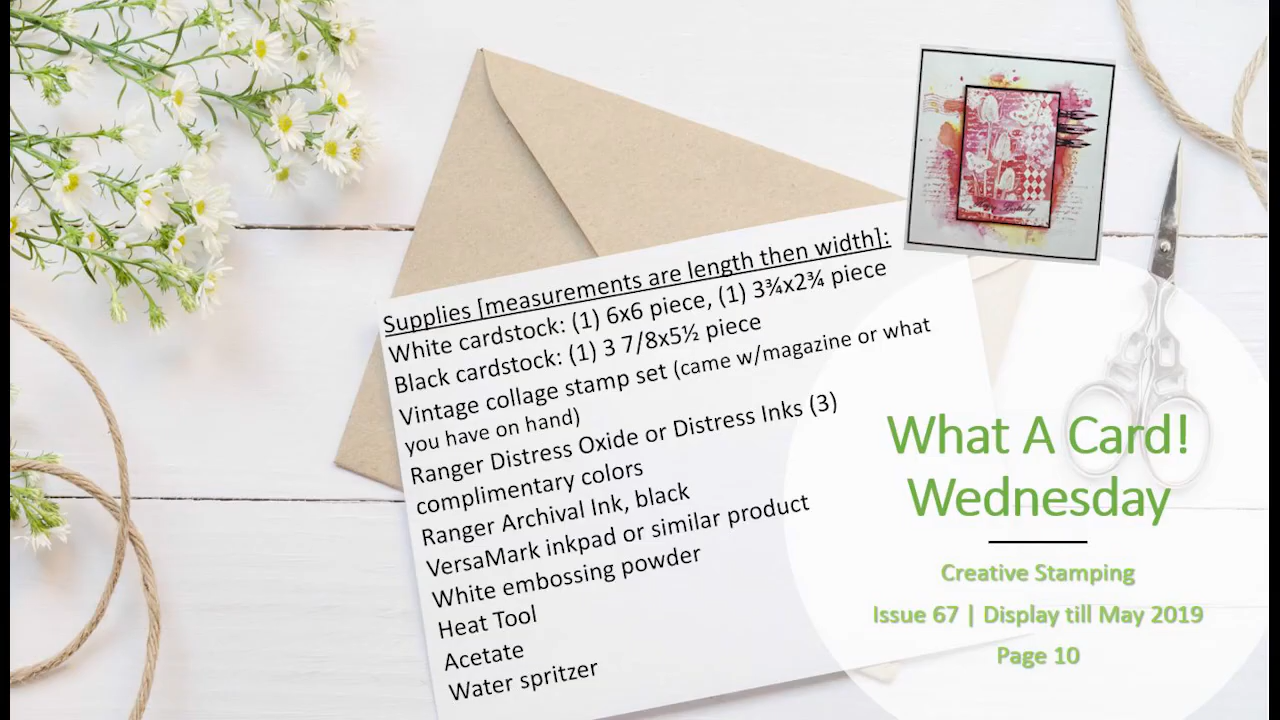 Supplies [measurements are length then width]:
White cardstock: (1) 6x6 piece, (1) 3¾x2¾ piece
Black cardstock: (1) 3 7/8x5½ piece
Vintage collage stamp set (came w/magazine or what
you have on hand)
Ranger Distress Oxide or Distress Inks (3)
complimentary colors
Ranger Archival Ink, black
VersaMark inkpad or similar product
White embossing powder
Heat Tool
Acetate
Water spritzer
What A Card!
Wednesday
Creative Stamping
Issue 67 | Display till May 2019
Page 10